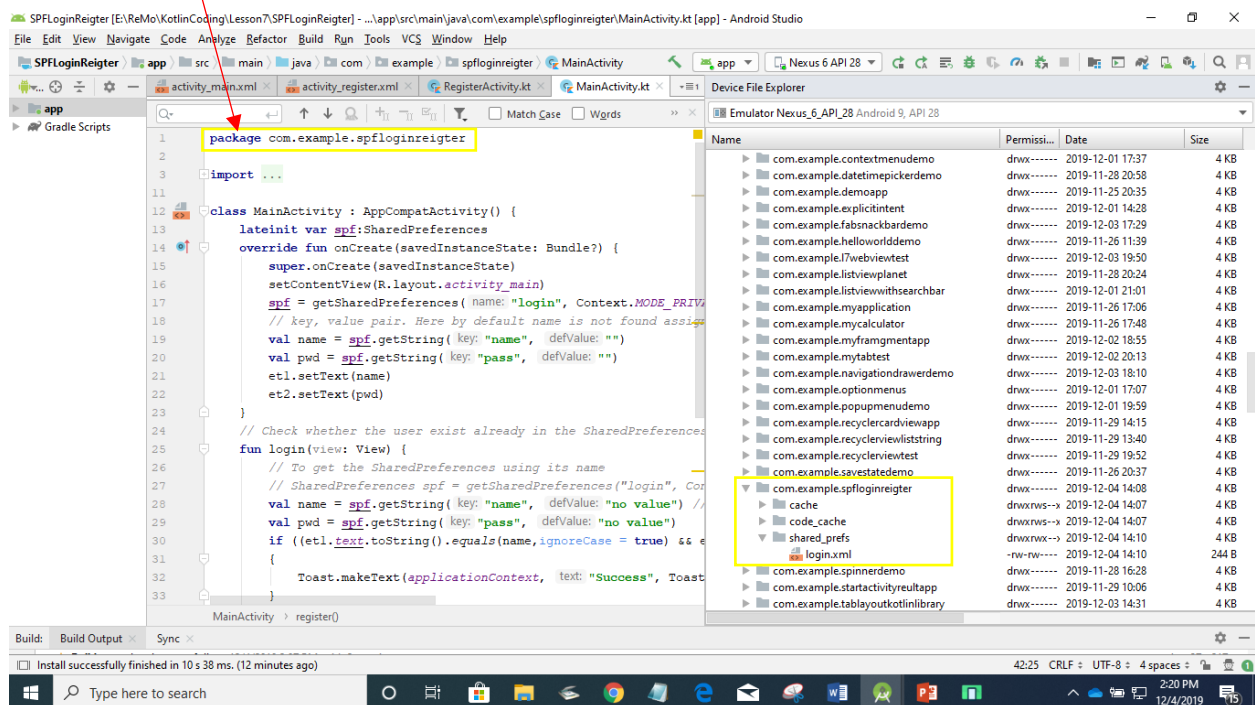 SPFLoginReigter [E:\ReMo\KotlinCoding\Lesson7\SPFLoginReigter] - ...\app\src\main\java\com\example\spfloginreigter\MainActivity.kt [app] - Android Studio
File Edit View Navigate Code Analyze Refactor Build Run Tools VCS Window Help
SPFLoginReigter app src main java com example spfloginreigter MainActivity app Nexus 6 API 28
activity_main.xml activity_register.xml RegisterActivity.kt MainActivity.kt Device File Explorer
app
Gradle Scripts
Match Case Words
1 package com.example.spfloginreigter
2
3 import ...
11
12 class MainActivity : AppCompatActivity() {
13 lateinit var spf:SharedPreferences
14 override fun onCreate(savedInstanceState: Bundle?) {
15 super.onCreate(savedInstanceState)
16 setContentView(R.layout.activity_main)
17 spf = getSharedPreferences( name: "login", Context.MODE_PRIV
18 // key, value pair. Here by default name is not found assig
19 val name = spf.getString( key: "name", defValue: "")
20 val pwd = spf.getString( key: "pass", defValue: "")
21 et1.setText(name)
22 et2.setText(pwd)
23 }
24 // Check whether the user exist already in the SharedPreferences
25 fun login(view: View) {
26 // To get the SharedPreferences using its name
27 // SharedPreferences spf = getSharedPreferences("login", Con
28 val name = spf.getString( key: "name", defValue: "no value") //
29 val pwd = spf.getString( key: "pass", defValue: "no value")
30 if ((et1.text.toString().equals(name,ignoreCase = true) && e
31 {
32 Toast.makeText(applicationContext, text: "Success", Toast
33 }
MainActivity > register()
Emulator Nexus_6_API_28 Android 9, API 28
Name Permissi... Date Size
com.example.contextmenudemo drwx------ 2019-12-01 17:37 4 KB
com.example.datetimepickerdemo drwx------ 2019-11-28 20:58 4 KB
com.example.demoapp drwx------ 2019-11-25 20:35 4 KB
com.example.explicitintent drwx------ 2019-12-01 14:28 4 KB
com.example.fabsnackbardemo drwx------ 2019-12-03 17:29 4 KB
com.example.helloworlddemo drwx------ 2019-11-26 11:39 4 KB
com.example.l7webviewtest drwx------ 2019-12-03 19:50 4 KB
com.example.listviewplanet drwx------ 2019-11-28 20:24 4 KB
com.example.listviewwithsearchbar drwx------ 2019-12-01 21:01 4 KB
com.example.myapplication drwx------ 2019-11-26 17:06 4 KB
com.example.mycalculator drwx------ 2019-11-26 17:48 4 KB
com.example.myframgmentapp drwx------ 2019-12-02 18:55 4 KB
com.example.mytabtest drwx------ 2019-12-02 20:13 4 KB
com.example.navigationdrawerdemo drwx------ 2019-12-03 18:10 4 KB
com.example.optionmenus drwx------ 2019-12-01 17:07 4 KB
com.example.popupmenudemo drwx------ 2019-12-01 19:59 4 KB
com.example.recyclercardviewapp drwx------ 2019-11-29 14:15 4 KB
com.example.recyclerviewliststring drwx------ 2019-11-29 13:40 4 KB
com.example.recyclerviewtest drwx------ 2019-11-29 19:52 4 KB
com.example.savestatedemo drwx------ 2019-11-26 20:37 4 KB
com.example.spfloginreigter drwx------ 2019-12-04 14:08 4 KB
cache drwxrws--x 2019-12-04 14:07 4 KB
code_cache drwxrws--x 2019-12-04 14:07 4 KB
shared_prefs drwxrwx--x 2019-12-04 14:10 4 KB
login.xml -rw-rw---- 2019-12-04 14:10 244 B
com.example.spinnerdemo drwx------ 2019-11-28 16:28 4 KB
com.example.startactivityreultapp drwx------ 2019-11-29 10:06 4 KB
com.example.tablayoutkotlinlibrary drwx------ 2019-12-03 14:31 4 KB
Build: Build Output Sync
Install successfully finished in 10 s 38 ms. (12 minutes ago) 42:25 CRLF UTF-8 4 spaces 1
Type here to search 2:20 PM
12/4/2019 15